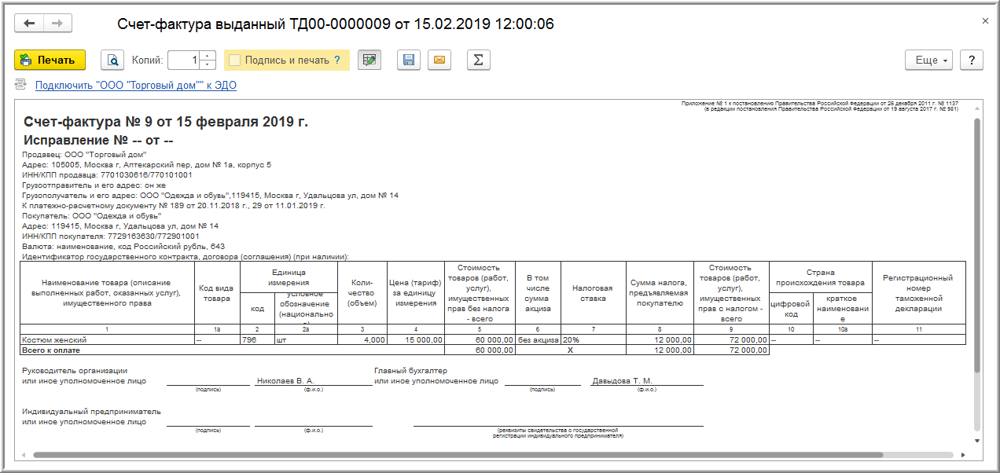 Счет-фактура выданный ТД00-0000009 от 15.02.2019 12:00:06
Печать
Копий: 1
Подпись и печать ?
Еще
?
Подключить "ООО "Торговый дом"" к ЭДО
Приложение № 1 к постановлению Правительства Российской Федерации от 26 декабря 2011 г. № 1137
(в редакции постановления Правительства Российской Федерации от 19 августа 2017 г. № 981)
Счет-фактура № 9 от 15 февраля 2019 г.
Исправление № -- от --
Продавец: ООО "Торговый дом"
Адрес: 105005, Москва г, Аптекарский пер, дом № 1а, корпус 5
ИНН/КПП продавца: 7701030616/770101001
Грузоотправитель и его адрес: он же
Грузополучатель и его адрес: ООО "Одежда и обувь",119415, Москва г, Удальцова ул, дом № 14
К платежно-расчетному документу № 189 от 20.11.2018 г., 29 от 11.01.2019 г.
Покупатель: ООО "Одежда и обувь"
Адрес: 119415, Москва г, Удальцова ул, дом № 14
ИНН/КПП покупателя: 7729163630/772901001
Валюта: наименование, код Российский рубль, 643
Идентификатор государственного контракта, договора (соглашения) (при наличии):
Наименование товара (описание
выполненных работ, оказанных услуг),
имущественного права
Код вида
товара
Единица
измерения
код
условное
обозначение
(национально
Коли-
чество
(объем)
Цена (тариф)
за единицу
измерения
Стоимость
товаров (работ,
услуг),
имущественных
прав без налога
- всего
В том
числе
сумма
акциза
Налоговая
ставка
Сумма налога,
предъявляемая
покупателю
Стоимость
товаров (работ,
услуг),
имущественных
прав с налогом -
всего
Страна
происхождения товара
цифровой
код
краткое
наименовани
е
Регистрационный
номер
таможенной
декларации
1 1а 2 2а 3 4 5 6 7 8 9 10 10а 11
Костюм женский -- 796 шт 4,000 15 000,00 60 000,00 без акциза 20% 12 000,00 72 000,00 -- -- --
Всего к оплате 60 000,00 Х 12 000,00 72 000,00
Руководитель организации
или иное уполномоченное лицо
Николаев В. А.
(подпись) (ф.и.о.)
Главный бухгалтер
или иное уполномоченное лицо
Давыдова Т. М.
(подпись) (ф.и.о.)
Индивидуальный предприниматель
или иное уполномоченное лицо
(подпись) (ф.и.о.)
(реквизиты свидетельства о государственной
регистрации индивидуального предпринимателя)